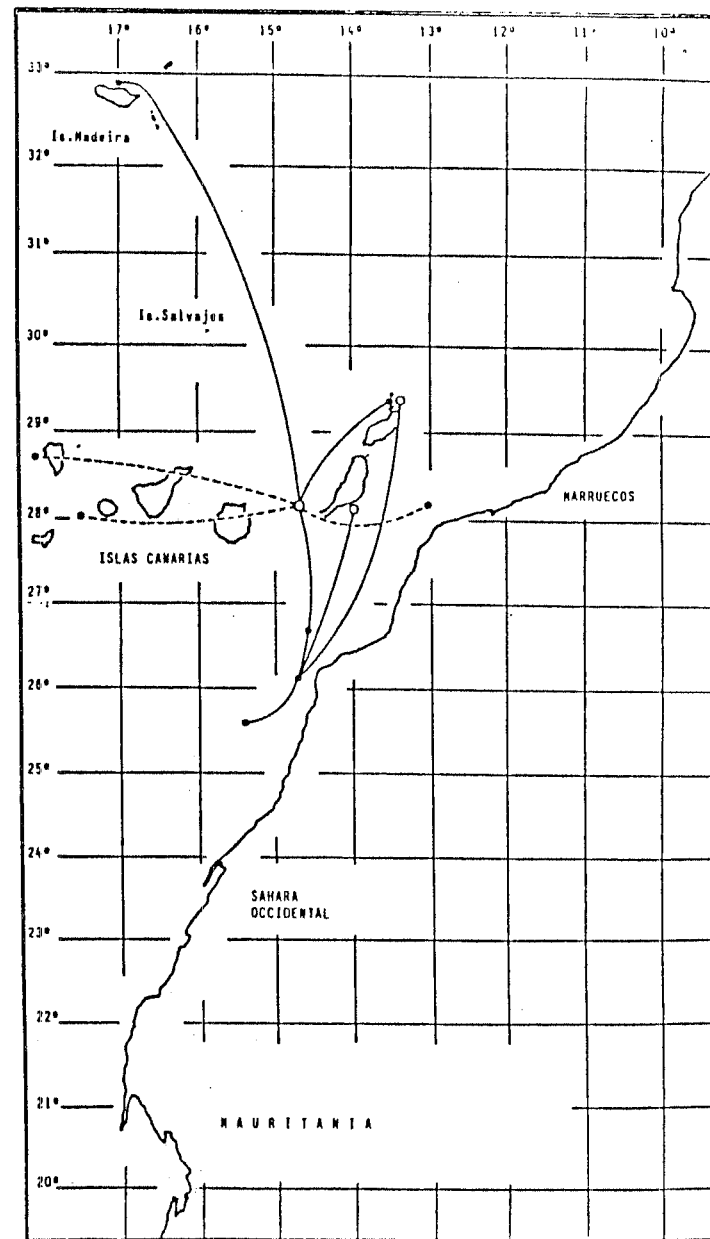 17° 16° 15° 14° 13° 12° 11° 10°
33°
Is.Madeira
32°
31°
Is.Salvajes
30°
29°
28°
MARRUECOS
ISLAS CANARIAS
27°
26°
25°
24°
SAHARA
OCCIDENTAL
23°
22°
21°
MAURITANIA
20°